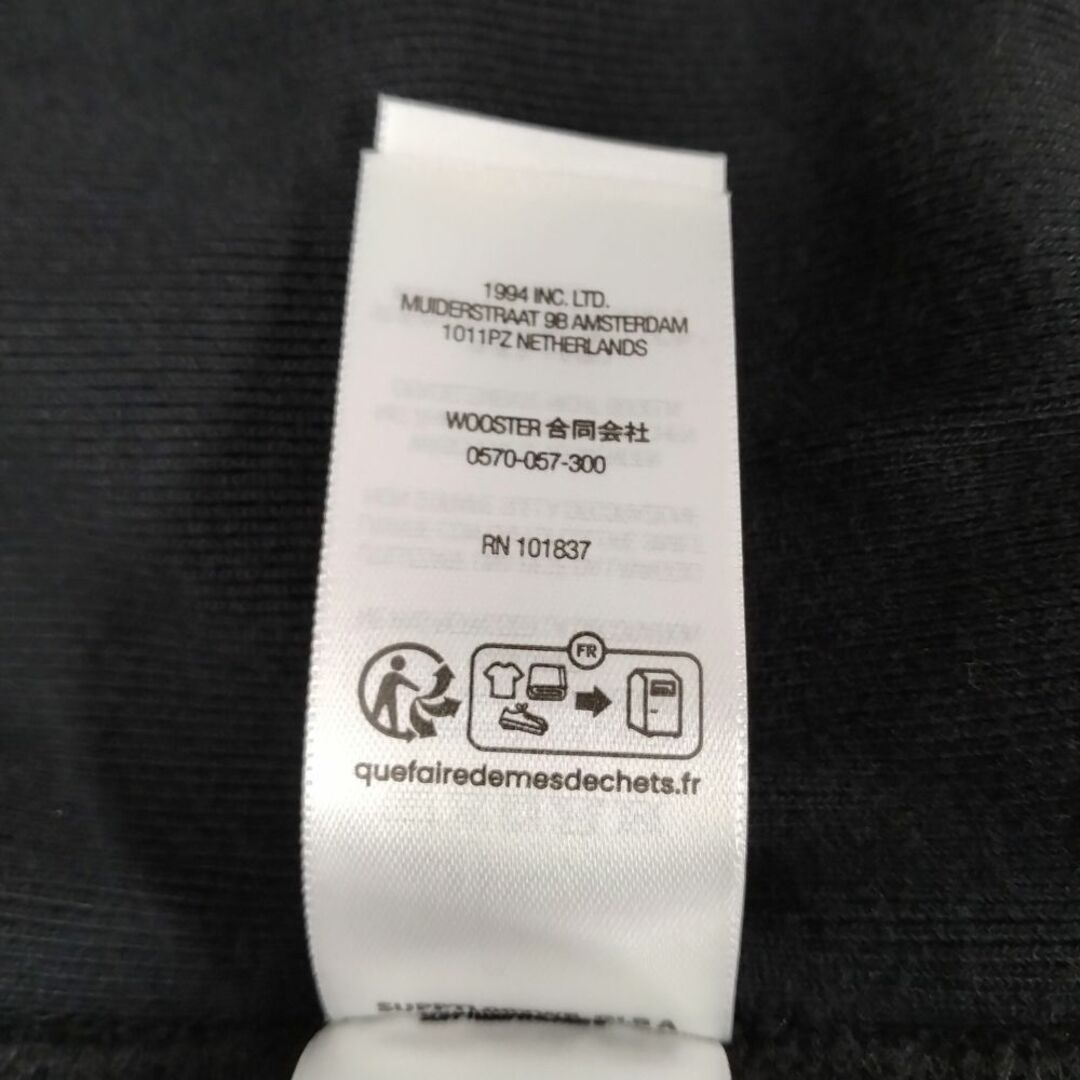 1994 INC. LTD.
MUIDERSTRAAT 9B AMSTERDAM
1011PZ NETHERLANDS
WOOSTER 合同会社
0570-057-300
RN 101837
FR
quefairedemesdechets.fr